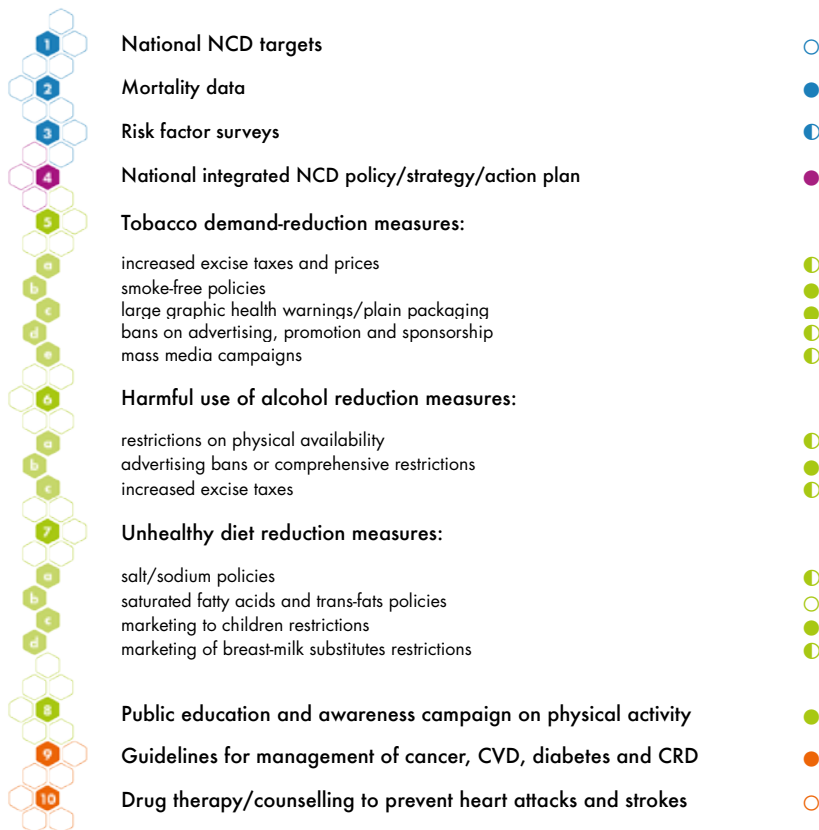 1 National NCD targets
2 Mortality data
3 Risk factor surveys
4 National integrated NCD policy/strategy/action plan
5 Tobacco demand-reduction measures:
a increased excise taxes and prices
b smoke-free policies
c large graphic health warnings/plain packaging
d bans on advertising, promotion and sponsorship
e mass media campaigns
6 Harmful use of alcohol reduction measures:
a restrictions on physical availability
b advertising bans or comprehensive restrictions
c increased excise taxes
7 Unhealthy diet reduction measures:
a salt/sodium policies
b saturated fatty acids and trans-fats policies
c marketing to children restrictions
d marketing of breast-milk substitutes restrictions
8 Public education and awareness campaign on physical activity
9 Guidelines for management of cancer, CVD, diabetes and CRD
10 Drug therapy/counselling to prevent heart attacks and strokes